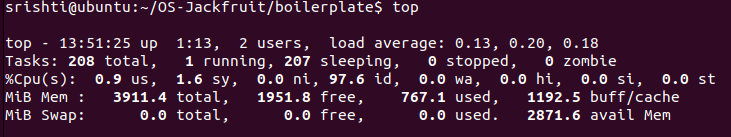 srishti@ubuntu:~/OS-Jackfruit/boilerplate$ top
top - 13:51:25 up  1:13,  2 users,  load average: 0.13, 0.20, 0.18
Tasks: 208 total,   1 running, 207 sleeping,   0 stopped,   0 zombie
%Cpu(s):  0.9 us,  1.6 sy,  0.0 ni, 97.6 id,  0.0 wa,  0.0 hi,  0.0 si,  0.0 st
MiB Mem :   3911.4 total,   1951.8 free,    767.1 used,   1192.5 buff/cache
MiB Swap:      0.0 total,      0.0 free,      0.0 used.   2871.6 avail Mem